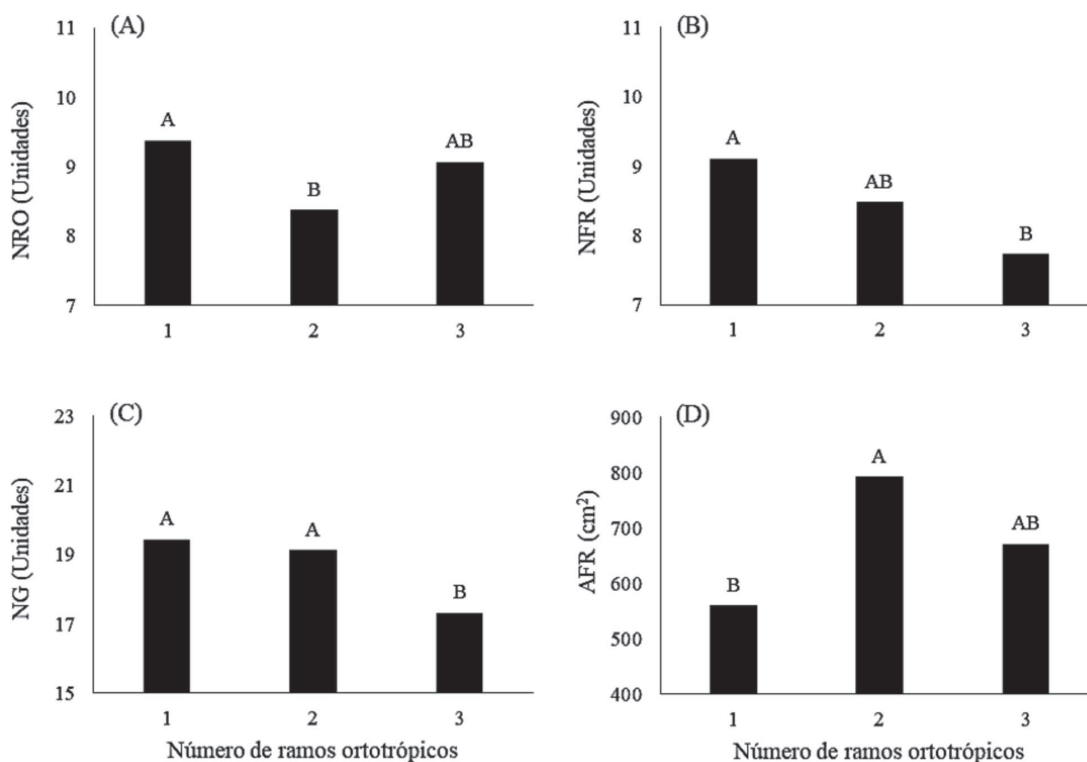 (A)
11
10
9
8
7
NRO (Unidades)
A
B
AB
1
2
3
(B)
11
10
9
8
7
NFR (Unidades)
A
AB
B
1
2
3
(C)
23
21
19
17
15
NG (Unidades)
A
A
B
1
2
3
Número de ramos ortotrópicos
(D)
900
800
700
600
500
400
AFR (cm²)
B
A
AB
1
2
3
Número de ramos ortotrópicos